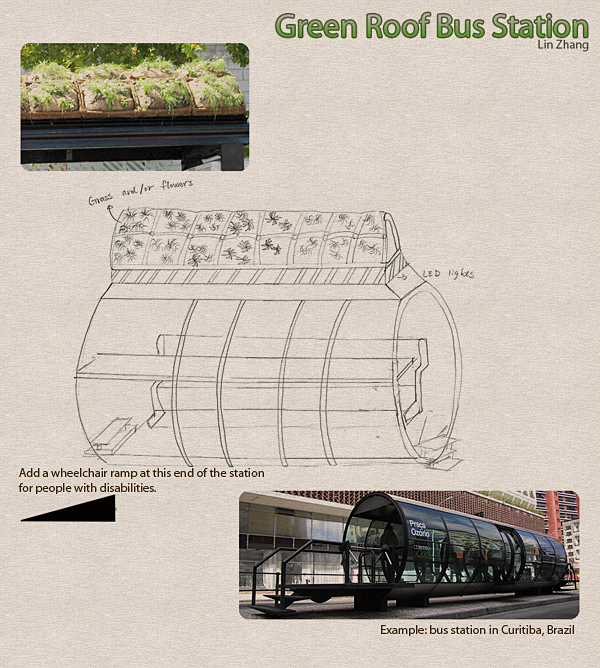 Green Roof Bus Station
Lin Zhang
Grass and/or flowers
LED lights
Add a wheelchair ramp at this end of the station
for people with disabilities.
Praça
Ozório
Example: bus station in Curitiba, Brazil